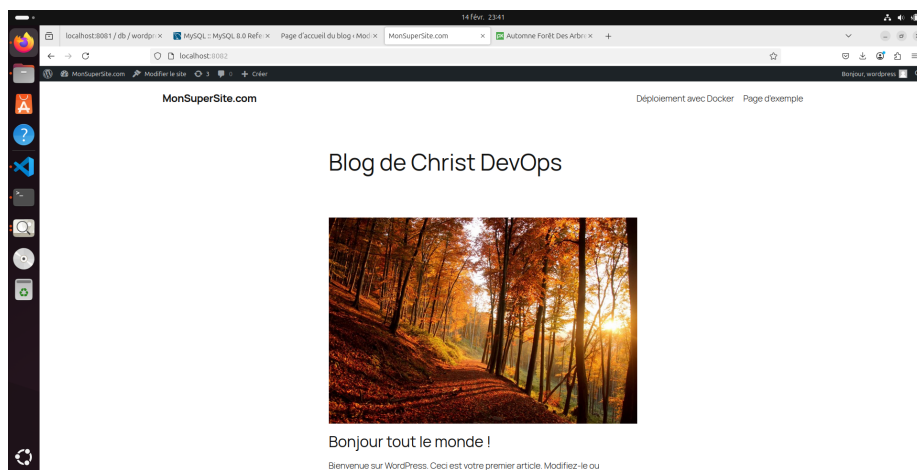 14 févr. 23:41
localhost:8081 / db / wordpr
MySQL :: MySQL 8.0 Refe
Page d'accueil du blog ‹ Mod
MonSuperSite.com
Automne Forêt Des Arbr
localhost:8082
MonSuperSite.com
Modifier le site
3
0
Créer
Bonjour, wordpress
MonSuperSite.com
Déploiement avec Docker
Page d'exemple
Blog de Christ DevOps
Bonjour tout le monde !
Bienvenue sur WordPress. Ceci est votre premier article. Modifiez-le ou